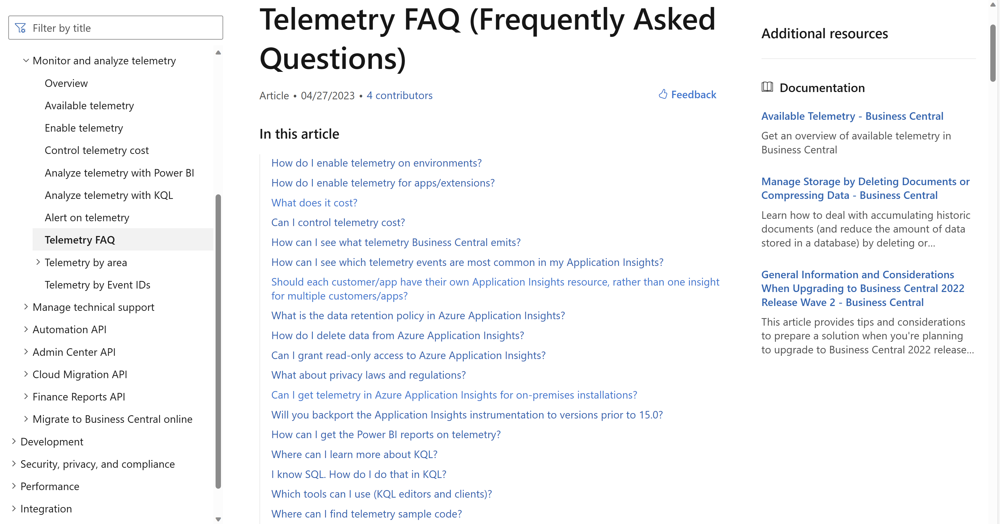 Filter by title
Monitor and analyze telemetry
Overview
Available telemetry
Enable telemetry
Control telemetry cost
Analyze telemetry with Power BI
Analyze telemetry with KQL
Alert on telemetry
Telemetry FAQ
Telemetry by area
Telemetry by Event IDs
Manage technical support
Automation API
Admin Center API
Cloud Migration API
Finance Reports API
Migrate to Business Central online
Development
Security, privacy, and compliance
Performance
Integration
Telemetry FAQ (Frequently Asked
Questions)
Article • 04/27/2023 • 4 contributors
Feedback
In this article
How do I enable telemetry on environments?
How do I enable telemetry for apps/extensions?
What does it cost?
Can I control telemetry cost?
How can I see what telemetry Business Central emits?
How can I see which telemetry events are most common in my Application Insights?
Should each customer/app have their own Application Insights resource, rather than one insight
for multiple customers/apps?
What is the data retention policy in Azure Application Insights?
How do I delete data from Azure Application Insights?
Can I grant read-only access to Azure Application Insights?
What about privacy laws and regulations?
Can I get telemetry in Azure Application Insights for on-premises installations?
Will you backport the Application Insights instrumentation to versions prior to 15.0?
How can I get the Power BI reports on telemetry?
Where can I learn more about KQL?
I know SQL. How do I do that in KQL?
Which tools can I use (KQL editors and clients)?
Where can I find telemetry sample code?
Additional resources
Documentation
Available Telemetry - Business Central
Get an overview of available telemetry in
Business Central
Manage Storage by Deleting Documents or
Compressing Data - Business Central
Learn how to deal with accumulating historic
documents (and reduce the amount of data
stored in a database) by deleting or...
General Information and Considerations
When Upgrading to Business Central 2022
Release Wave 2 - Business Central
This article provides tips and considerations
to prepare a solution when you're planning
to upgrade to Business Central 2022 release...